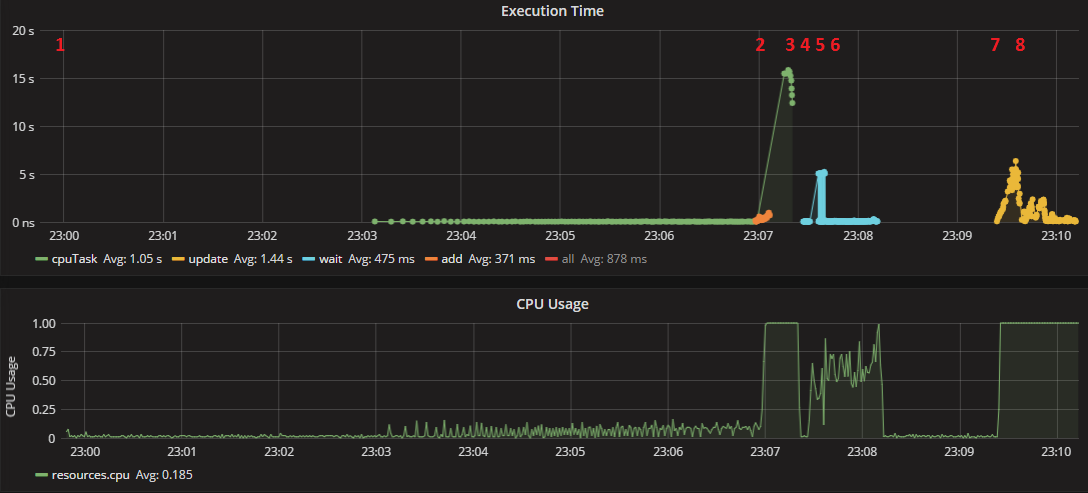 Execution Time
20 s
1 2 3 4 5 6 7 8
15 s
10 s
5 s
0 ns
23:00 23:01 23:02 23:03 23:04 23:05 23:06 23:07 23:08 23:09 23:10
cpuTask Avg: 1.05 s update Avg: 1.44 s wait Avg: 475 ms add Avg: 371 ms all Avg: 878 ms
CPU Usage
1.00
0.75
0.50
0.25
0
CPU Usage
23:00 23:01 23:02 23:03 23:04 23:05 23:06 23:07 23:08 23:09 23:10
resources.cpu Avg: 0.185